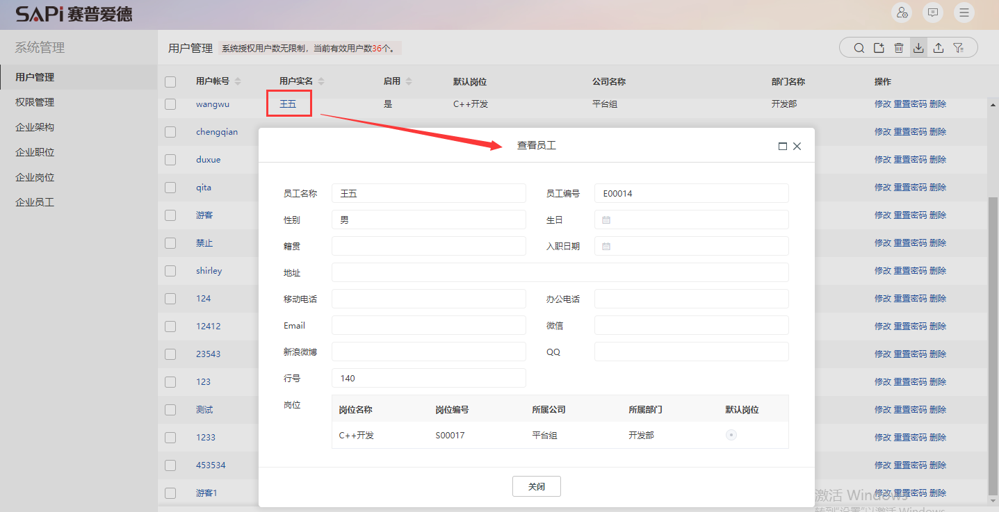 SAPi 赛普爱德
系统管理
用户管理
权限管理
企业架构
企业职位
企业岗位
企业员工
用户管理 系统授权用户数无限制，当前有效用户数36个。
用户帐号 用户实名 启用 默认岗位 公司名称 部门名称 操作
wangwu 王五 是 C++开发 平台组 开发部 修改 重置密码 删除
chengqian 修改 重置密码 删除
duxue 修改 重置密码 删除
qita 修改 重置密码 删除
游客 修改 重置密码 删除
禁止 修改 重置密码 删除
shirley 修改 重置密码 删除
124 修改 重置密码 删除
12412 修改 重置密码 删除
23543 修改 重置密码 删除
123 修改 重置密码 删除
测试 修改 重置密码 删除
1233 修改 重置密码 删除
453534 修改 重置密码 删除
游客1 修改 重置密码 删除
查看员工
员工名称 王五 员工编号 E00014
性别 男 生日
籍贯 入职日期
地址
移动电话 办公电话
Email 微信
新浪微博 QQ
行号 140
岗位 岗位名称 岗位编号 所属公司 所属部门 默认岗位
C++开发 S00017 平台组 开发部
关闭
激活 Windows
转到"设置"以激活 Windows